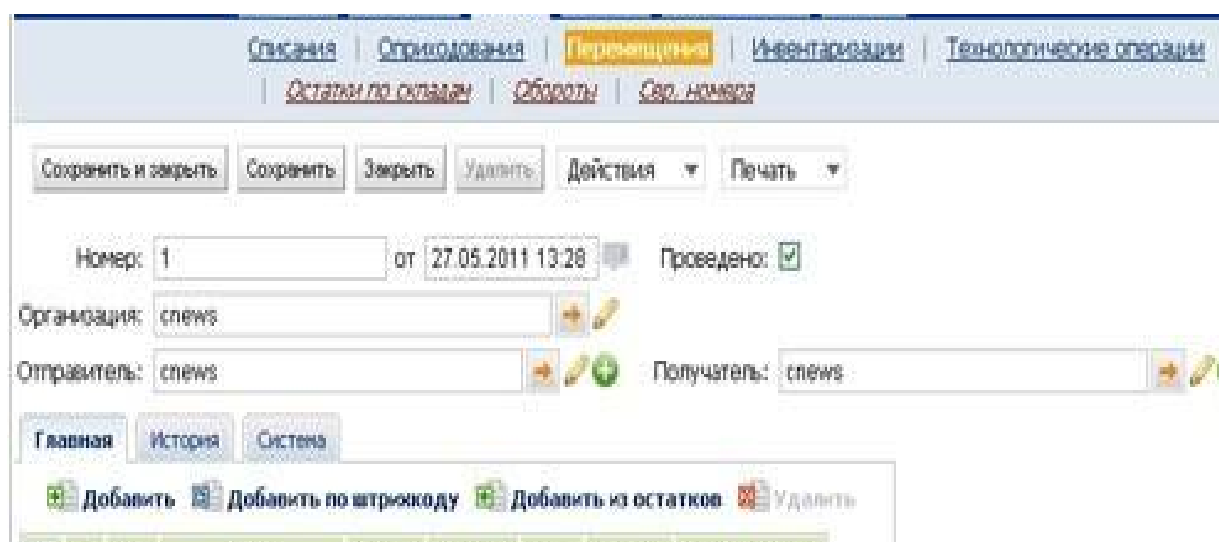 Списания | Оприходования | Перемещения | Инвентаризации | Технологические операции
| Остатки по складам | Обороты | Сер. номера
Сохранить и закрыть Сохранить Закрыть Удалить Действия Печать
Номер: 1 от 27.05.2011 13:28 Проведено:
Организация: cnews
Отправитель: cnews Получатель: cnews
Главная История Система
Добавить Добавить по штрихкоду Добавить из остатков Удалить